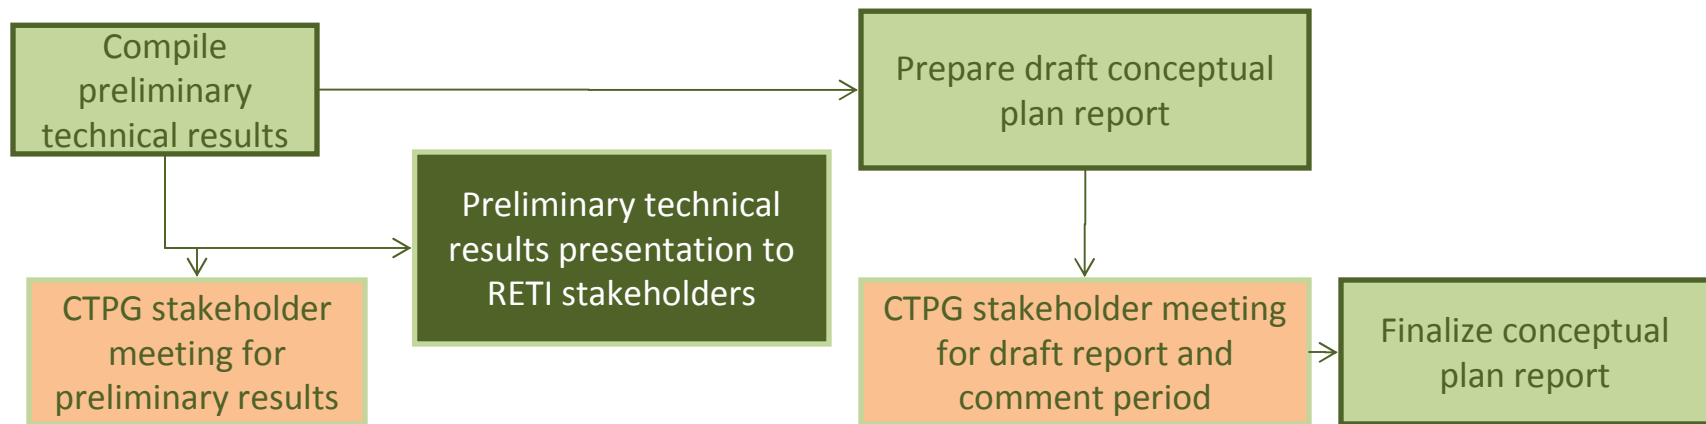 Compile
preliminary
technical results
Prepare draft conceptual
plan report
Preliminary technical
results presentation to
RETI stakeholders
CTPG stakeholder
meeting for
preliminary results
CTPG stakeholder meeting
for draft report and
comment period
Finalize conceptual
plan report